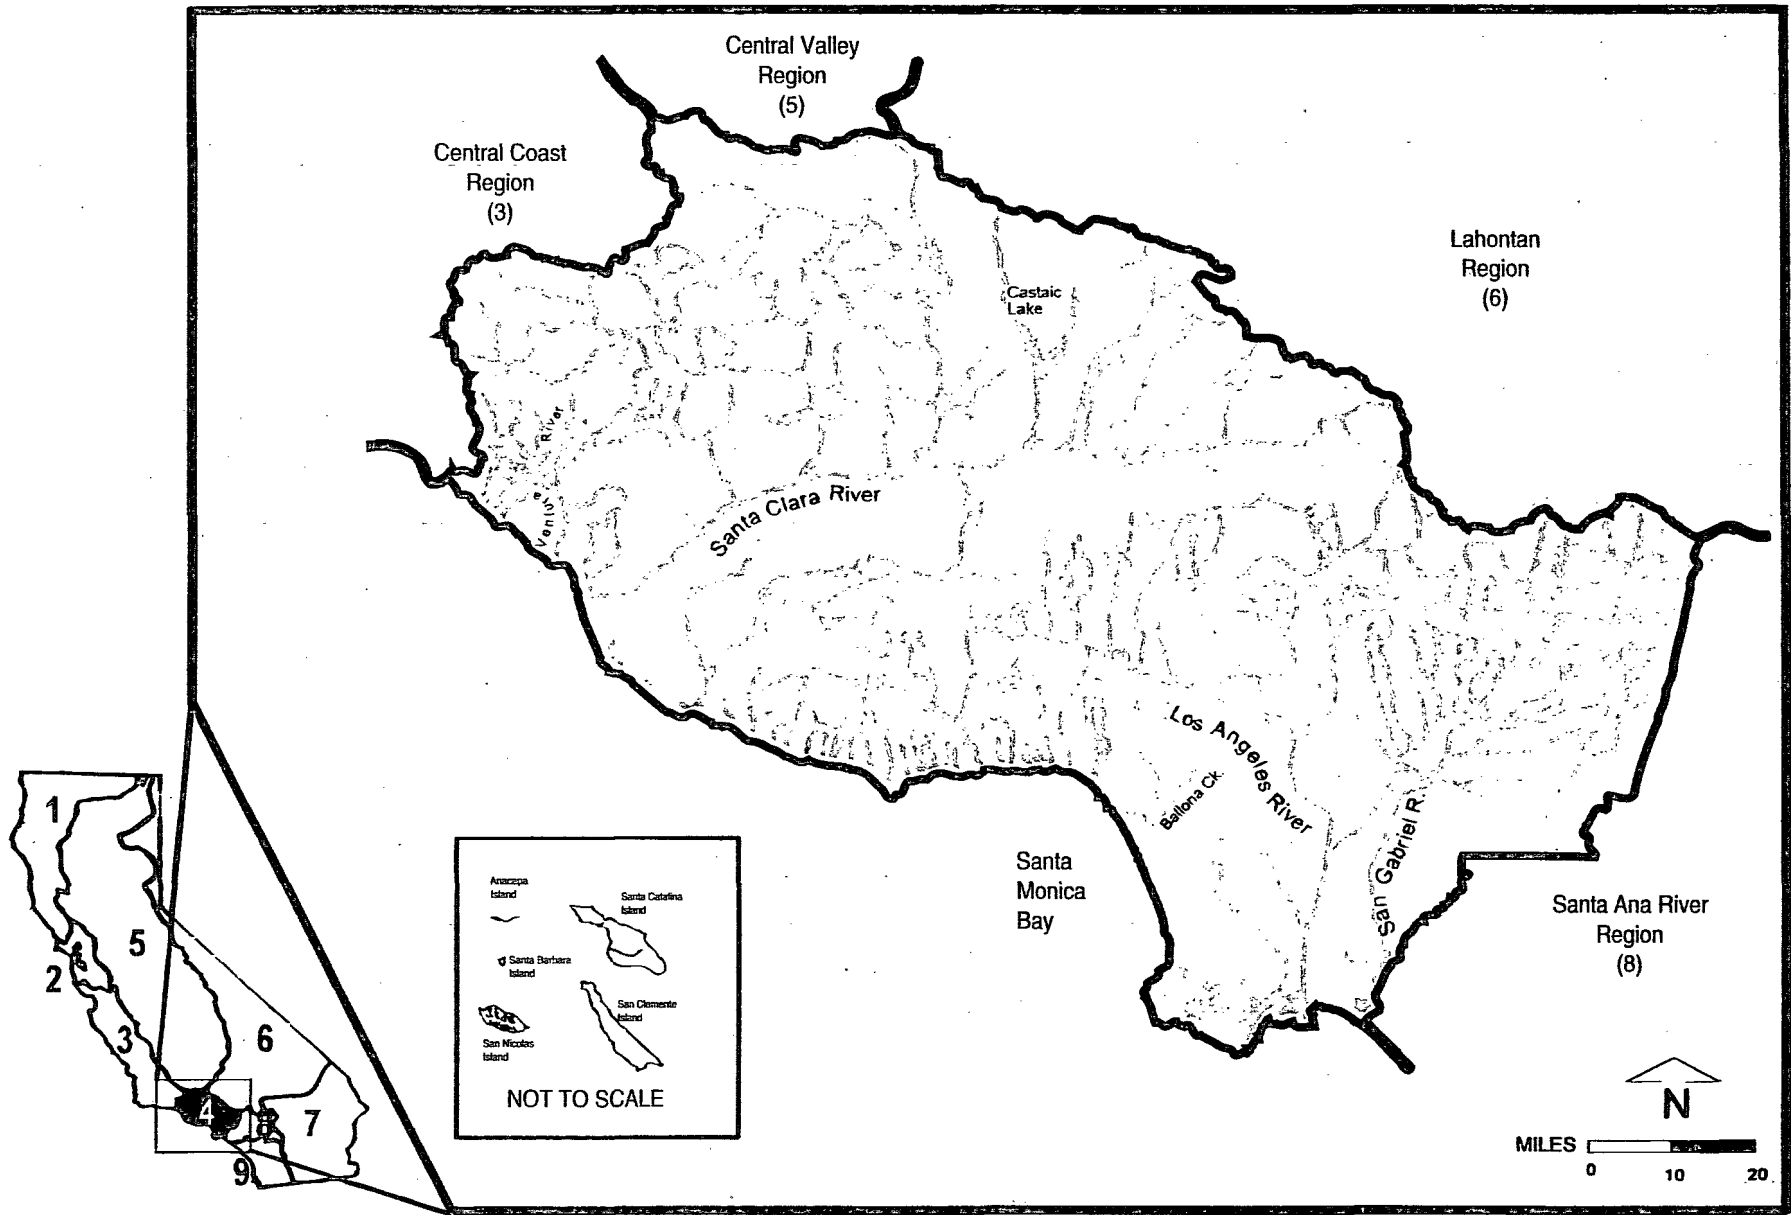 Central Valley
Region
(5)
Central Coast
Region
(3)
Lahontan
Region
(6)
Castaic
Lake
Ventura River
Santa Clara River
Los Angeles River
Ballona Ck.
San Gabriel R.
Santa
Monica
Bay
Santa Ana River
Region
(8)
1
5
2
3
6
4
7
8
9
Anacapa
Island
Santa Catalina
Island
Santa Barbara
Island
San Clemente
Island
San Nicolas
Island
NOT TO SCALE
N
MILES
0 10 20